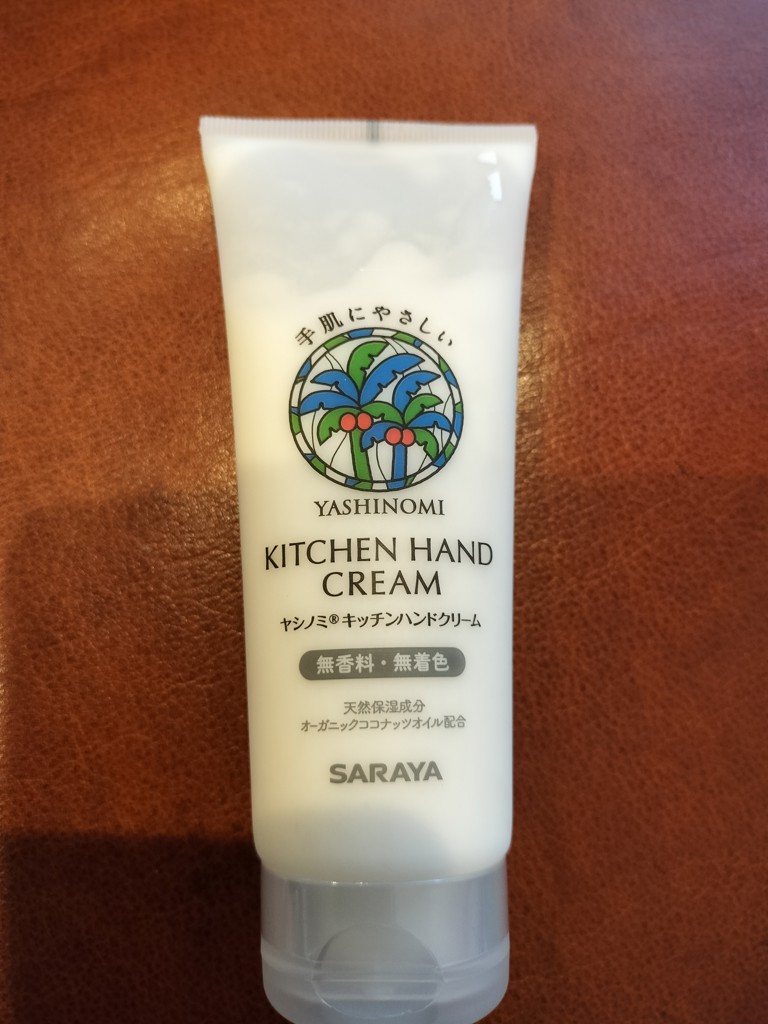 手肌にやさしい
YASHINOMI
KITCHEN HAND
CREAM
ヤシノミ®キッチンハンドクリーム
無香料・無着色
天然保湿成分
オーガニックココナッツオイル配合
SARAYA